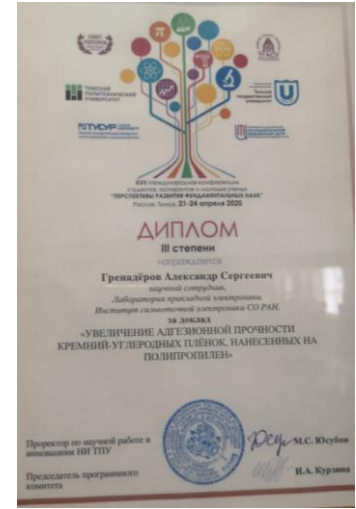 ТОМСКИЙ
ПОЛИТЕХНИЧЕСКИЙ
УНИВЕРСИТЕТ
ТГАСУ
ТУСУР
XVII международная конференция
студентов, аспирантов и молодых ученых
"ПЕРСПЕКТИВЫ РАЗВИТИЯ ФУНДАМЕНТАЛЬНЫХ НАУК"
Россия, Томск, 21-24 апреля 2020
ДИПЛОМ
III степени
награждается
Гренадёров Александр Сергеевич
научный сотрудник,
Лаборатория прикладной электроники,
Институт сильноточной электроники СО РАН.
за доклад
«УВЕЛИЧЕНИЕ АДГЕЗИОННОЙ ПРОЧНОСТИ
КРЕМНИЙ-УГЛЕРОДНЫХ ПЛЁНОК, НАНЕСЕННЫХ НА
ПОЛИПРОПИЛЕН»
Проректор по научной работе и
инновациям НИ ТПУ
М.С. Юсубов
Председатель программного
комитета
И.А. Курзина